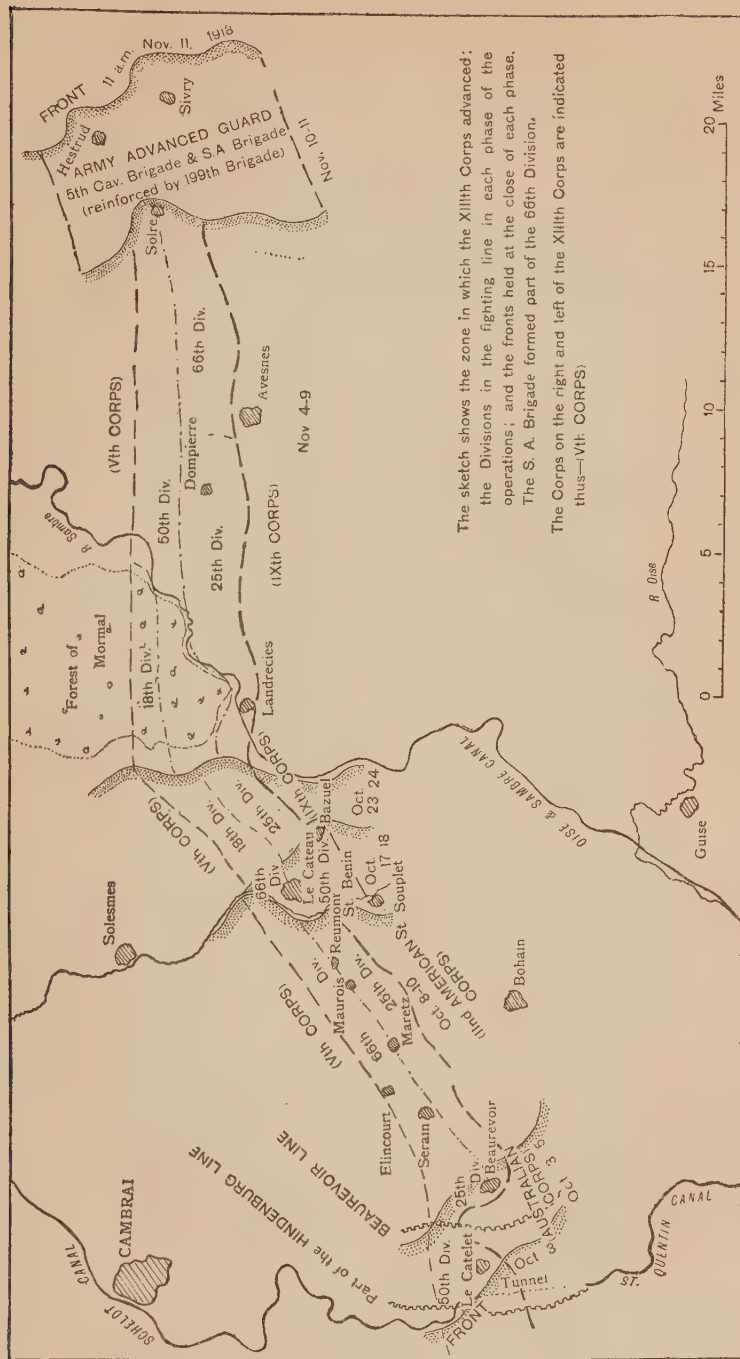 FRONT 11 a.m. Nov. 11, 1918
Hestrud
Sivry
ARMY ADVANCED GUARD
5th Cav. Brigade & S.A Brigade
(reinforced by 199th Brigade)
Nov. 10-11
Solre
(Vth CORPS)
50th Div.
66th Div.
Dompierre
25th Div.
Avesnes
(IXth CORPS)
Nov 4-9
R Sambre
Forest of
Mormal
18th Div.
Landrecies
Solesmes
(Vth CORPS)
18th Div.
25th Div.
(IXth CORPS)
66th
Div
Le Cateau
50th Div.
Bazuel
Oct.
23 24
St. Benin
Oct
17 18
St Souplet
Reumont
Maurois
(Vth CORPS)
66th Div.
25th Div.
Oct. 8-10
(IInd AMERICAN
CORPS)
Maretz
Elincourt
Serain
Bohain
BEAUREVOIR LINE
Part of the HINDENBURG LINE
CAMBRAI
SCHELDT CANAL
25th
Div.
Beaurevoir
AUSTRALIAN
CORPS
Oct 3 5
50th Div.
Le Catelet
Oct 3
Tunnel
(FRONT
ST. QUENTIN CANAL
OISE & SAMBRE CANAL
Guise
R Oise
The sketch shows the zone in which the XIIIth Corps advanced;
the Divisions in the fighting line in each phase of the
operations; and the fronts held at the close of each phase.
The S. A. Brigade formed part of the 66th Division.
The Corps on the right and left of the XIIIth Corps are indicated
thus—(Vth CORPS)
0 5 10 15 20 Miles